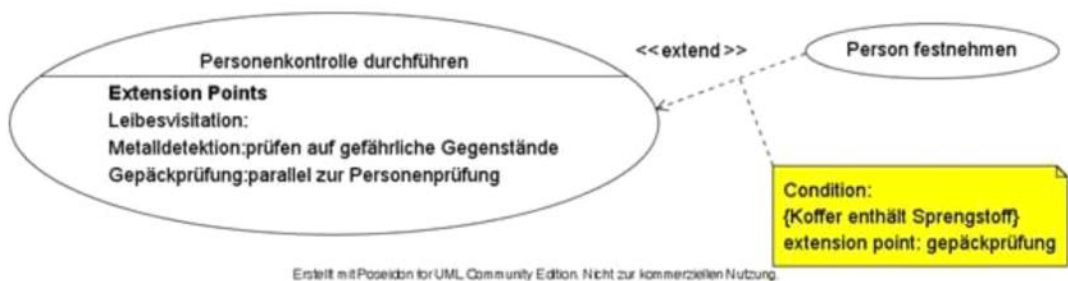 Personenkontrolle durchführen
Extension Points
Leibesvisitation:
Metalldetektion:prüfen auf gefährliche Gegenstände
Gepäckprüfung:parallel zur Personenprüfung
<<extend>>
Person festnehmen
Condition:
{Koffer enthält Sprengstoff}
extension point: gepäckprüfung
Erstellt mit Poseidon for UML Community Edition. Nicht zur kommerziellen Nutzung.